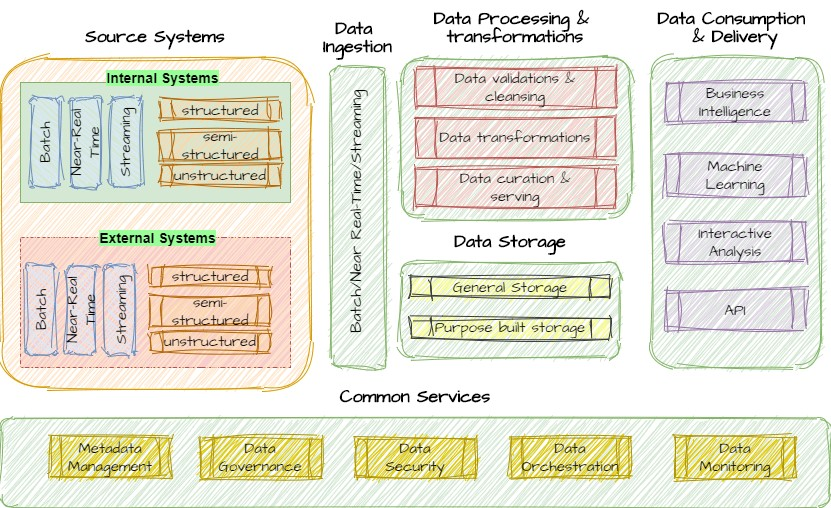 Source Systems
Internal Systems
Batch
Near-Real
Time
Streaming
structured
semi-
structured
unstructured
External Systems
Batch
Near-Real
Time
Streaming
structured
semi-
structured
unstructured
Data
Ingestion
Batch/Near Real-Time/Streaming
Data Processing &
transformations
Data validations &
cleansing
Data transformations
Data curation &
serving
Data Storage
General Storage
Purpose built storage
Data Consumption
& Delivery
Business
Intelligence
Machine
Learning
Interactive
Analysis
API
Common Services
Metadata
Management
Data
Governance
Data
Security
Data
Orchestration
Data
Monitoring